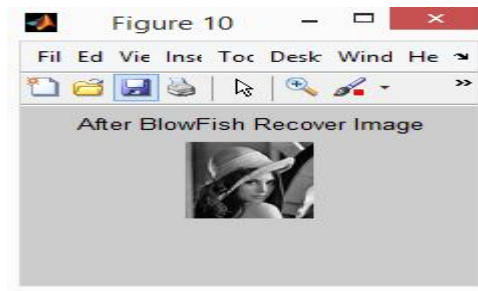 Figure 10
Fil Ed Vie Inse Toc Desk Wind He
After BlowFish Recover Image